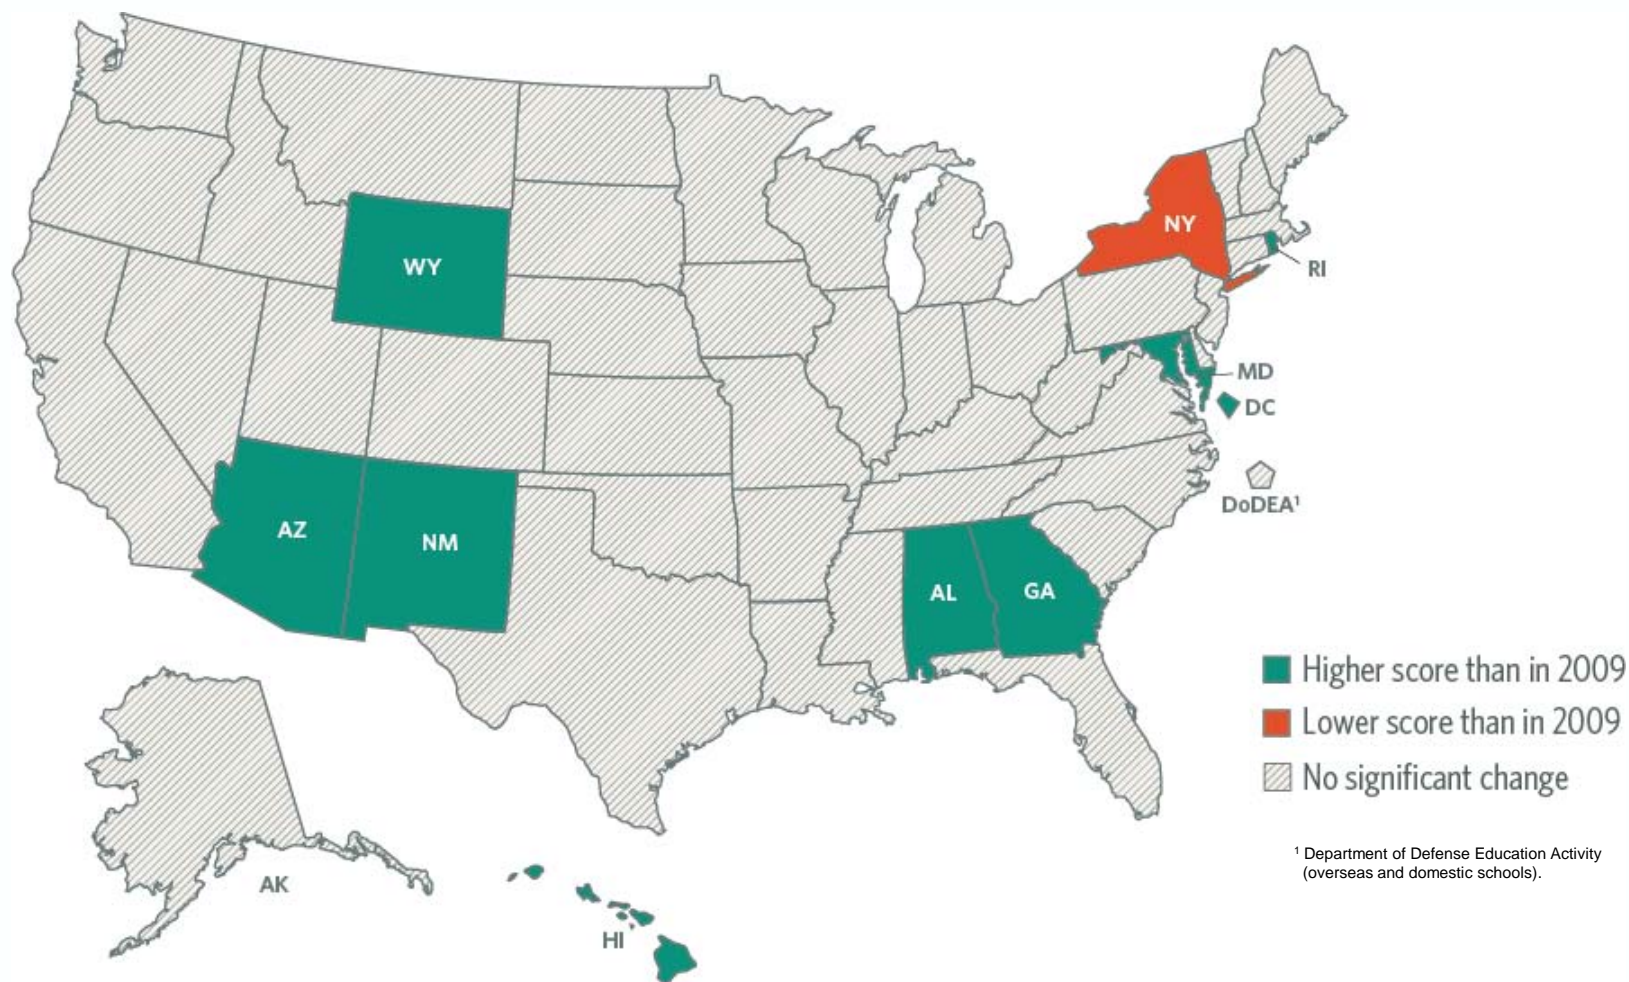 NY
WY
RI
MD
DC
DoDEA¹
AZ
NM
AL
GA
Higher score than in 2009
Lower score than in 2009
No significant change
¹ Department of Defense Education Activity
(overseas and domestic schools).
AK
HI